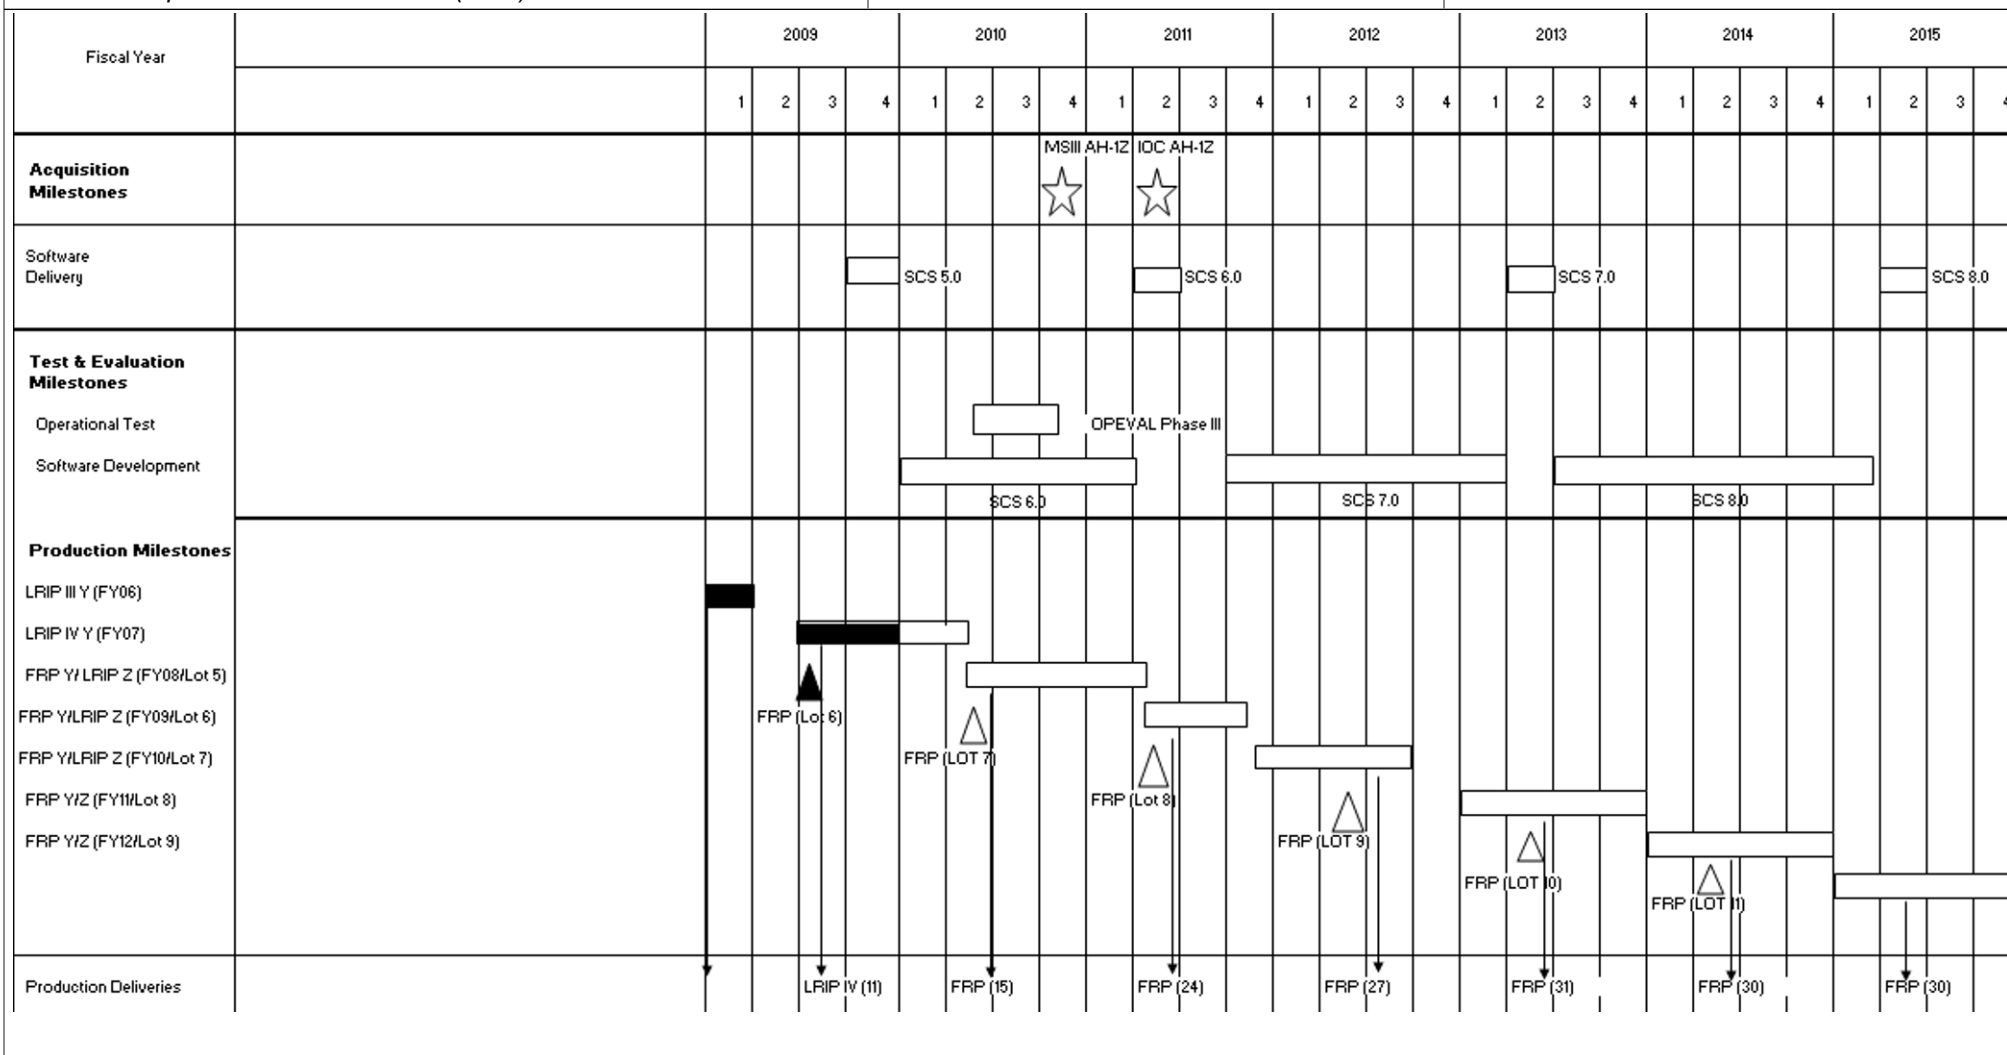 2009 2010 2011 2012 2013 2014 2015
Fiscal Year
1 2 3 4 1 2 3 4 1 2 3 4 1 2 3 4 1 2 3 4 1 2 3 4 1 2 3 4
MSIII AH-1Z IOC AH-1Z
Acquisition
Milestones
Software
Delivery
SCS 5.0 SCS 6.0 SCS 7.0 SCS 8.0
Test & Evaluation
Milestones
Operational Test OPEVAL Phase III
Software Development
SCS 6.0 SCS 7.0 SCS 8.0
Production Milestones
LRIP III Y (FY06)
LRIP IV Y (FY07)
FRP Y/ LRIP Z (FY08/Lot 5)
FRP Y/LRIP Z (FY09/Lot 6) FRP (Lot 6)
FRP Y/LRIP Z (FY10/Lot 7) FRP (LOT 7)
FRP Y/Z (FY11/Lot 8) FRP (Lot 8)
FRP Y/Z (FY12/Lot 9) FRP (LOT 9)
FRP (LOT 10)
FRP (LOT 11)
Production Deliveries LRIP IV (11) FRP (15) FRP (24) FRP (27) FRP (31) FRP (30) FRP (30)